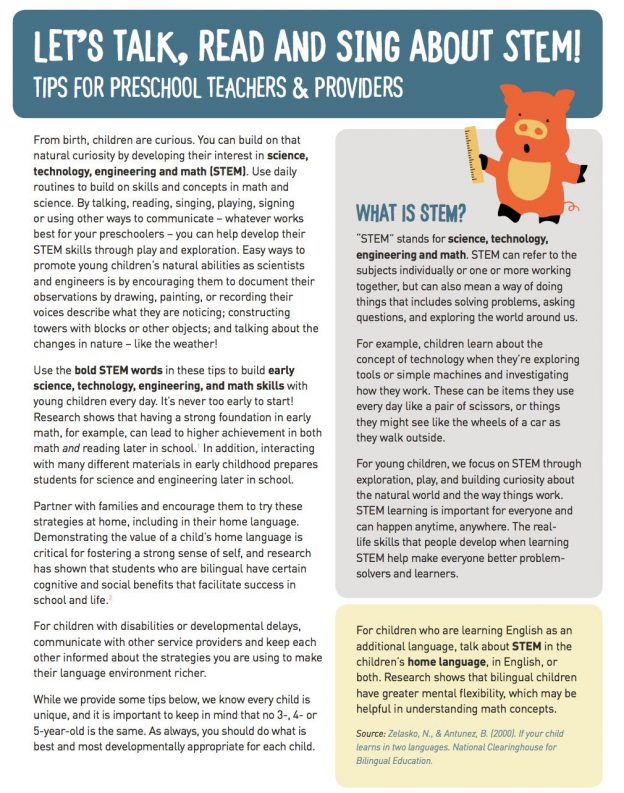 LET'S TALK, READ AND SING ABOUT STEM!
TIPS FOR PRESCHOOL TEACHERS & PROVIDERS
From birth, children are curious. You can build on that
natural curiosity by developing their interest in science,
technology, engineering and math (STEM). Use daily
routines to build on skills and concepts in math and
science. By talking, reading, singing, playing, signing
or using other ways to communicate – whatever works
best for your preschoolers – you can help develop their
STEM skills through play and exploration. Easy ways to
promote young children's natural abilities as scientists
and engineers is by encouraging them to document their
observations by drawing, painting, or recording their
voices describe what they are noticing; constructing
towers with blocks or other objects; and talking about the
changes in nature – like the weather!
Use the bold STEM words in these tips to build early
science, technology, engineering, and math skills with
young children every day. It's never too early to start!
Research shows that having a strong foundation in early
math, for example, can lead to higher achievement in both
math and reading later in school.1 In addition, interacting
with many different materials in early childhood prepares
students for science and engineering later in school.
Partner with families and encourage them to try these
strategies at home, including in their home language.
Demonstrating the value of a child's home language is
critical for fostering a strong sense of self, and research
has shown that students who are bilingual have certain
cognitive and social benefits that facilitate success in
school and life.2
For children with disabilities or developmental delays,
communicate with other service providers and keep each
other informed about the strategies you are using to make
their language environment richer.
While we provide some tips below, we know every child is
unique, and it is important to keep in mind that no 3-, 4- or
5-year-old is the same. As always, you should do what is
best and most developmentally appropriate for each child.
WHAT IS STEM?
"STEM" stands for science, technology,
engineering and math. STEM can refer to the
subjects individually or one or more working
together, but can also mean a way of doing
things that includes solving problems, asking
questions, and exploring the world around us.
For example, children learn about the
concept of technology when they're exploring
tools or simple machines and investigating
how they work. These can be items they use
every day like a pair of scissors, or things
they might see like the wheels of a car as
they walk outside.
For young children, we focus on STEM through
exploration, play, and building curiosity about
the natural world and the way things work.
STEM learning is important for everyone and
can happen anytime, anywhere. The real-
life skills that people develop when learning
STEM help make everyone better problem-
solvers and learners.
For children who are learning English as an
additional language, talk about STEM in the
children's home language, in English, or
both. Research shows that bilingual children
have greater mental flexibility, which may be
helpful in understanding math concepts.
Source: Zelasko, N., & Antunez, B. (2000). If your child
learns in two languages. National Clearinghouse for
Bilingual Education.